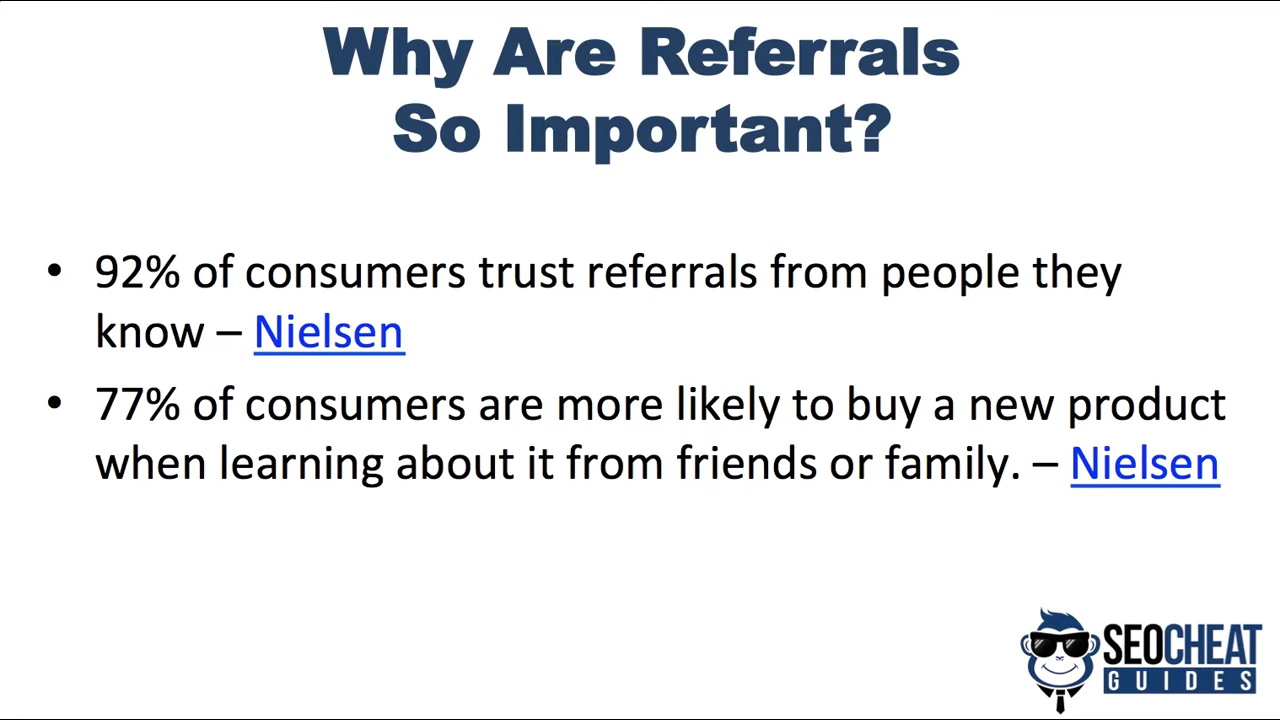 Why Are Referrals
So Important?
• 92% of consumers trust referrals from people they
know – Nielsen
• 77% of consumers are more likely to buy a new product
when learning about it from friends or family. – Nielsen
SEOCHEAT
GUIDES